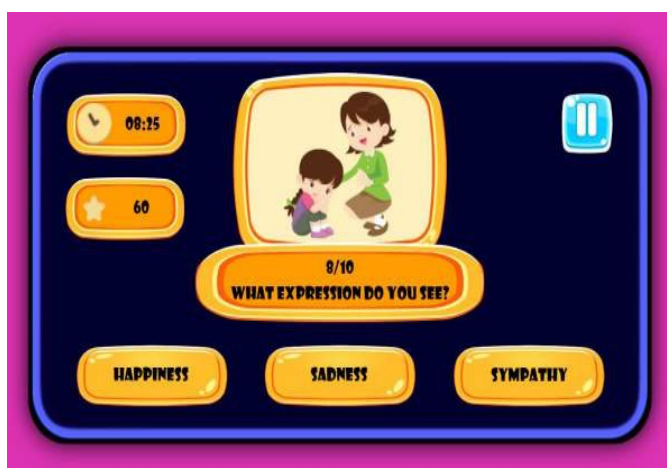 08:25
60
8/10
WHAT EXPRESSION DO YOU SEE?
HAPPINESS
SADNESS
SYMPATHY